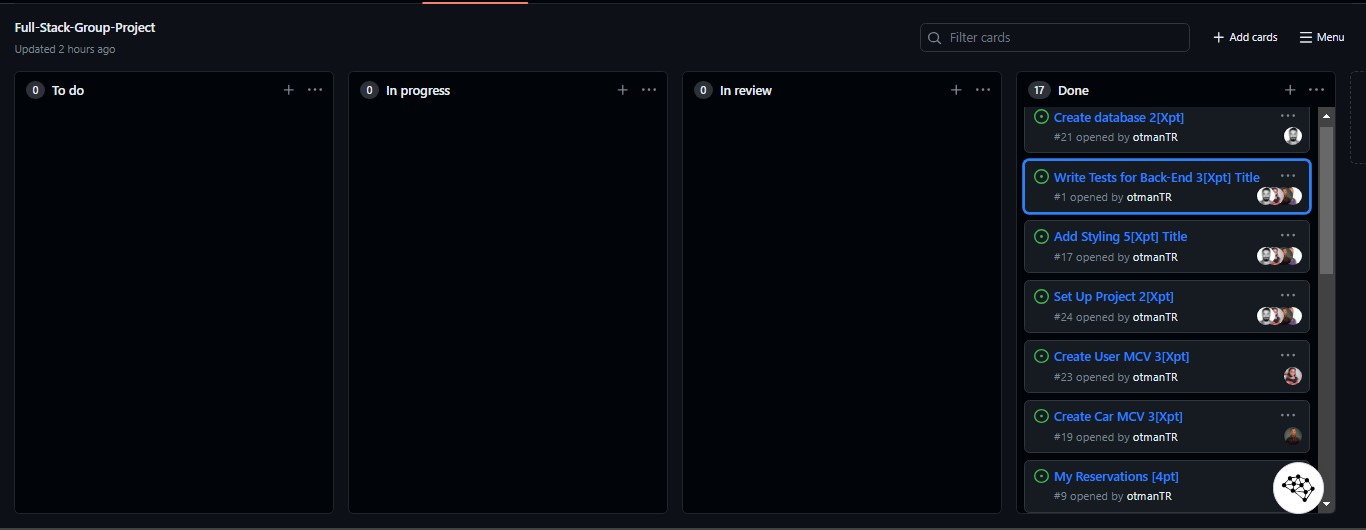 Full-Stack-Group-Project
Updated 2 hours ago
Filter cards
Add cards
Menu
0 To do
0 In progress
0 In review
17 Done
Create database 2[Xpt]
#21 opened by otmanTR
Write Tests for Back-End 3[Xpt] Title
#1 opened by otmanTR
Add Styling 5[Xpt] Title
#17 opened by otmanTR
Set Up Project 2[Xpt]
#24 opened by otmanTR
Create User MCV 3[Xpt]
#23 opened by otmanTR
Create Car MCV 3[Xpt]
#19 opened by otmanTR
My Reservations [4pt]
#9 opened by otmanTR